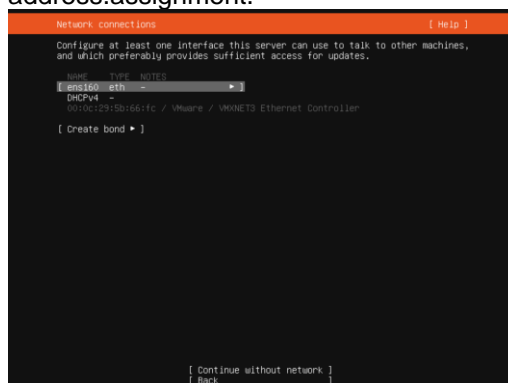 address.assignment.
Network connections [ Help ]
Configure at least one interface this server can use to talk to other machines,
and which preferably provides sufficient access for updates.
NAME TYPE NOTES
[ ens160 eth - ▸ ]
DHCPv4 -
00:0c:29:5b:66:fc / VMware / VMXNET3 Ethernet Controller
[ Create bond ▸ ]
[ Continue without network ]
[ Back ]